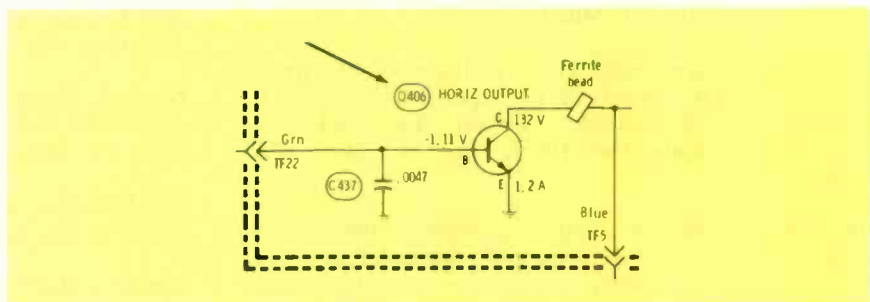 Ferrite
bead
Q406 HORIZ OUTPUT
C 132 V
Grn
-1.11 V
B
TF22
C437 .0047
E 1.2 A
Blue
TF5